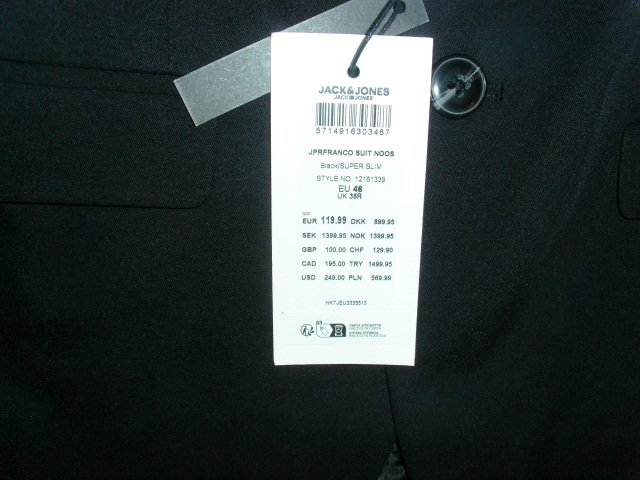 JACK&JONES
JACK&JONES
5714916303487
JPRFRANCO SUIT NOOS
Black/SUPER SLIM
STYLE NO 12181339
EU 46
UK 36R
EUR 119.99 DKK 899.95
SEK 1399.95 NOK 1399.95
GBP 100.00 CHF 129.90
CAD 195.00 TRY 1499.95
USD 249.00 PLN 569.99
HKTJEU3335513